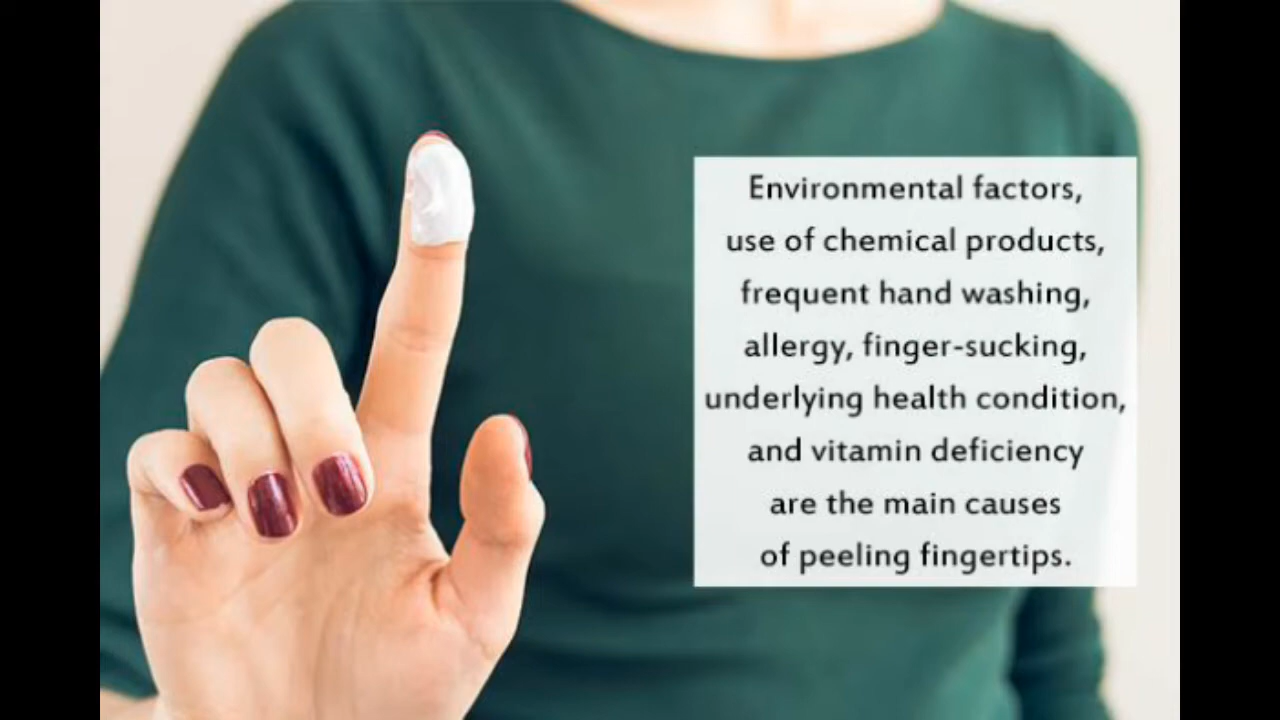 Environmental factors,
use of chemical products,
frequent hand washing,
allergy, finger-sucking,
underlying health condition,
and vitamin deficiency
are the main causes
of peeling fingertips.